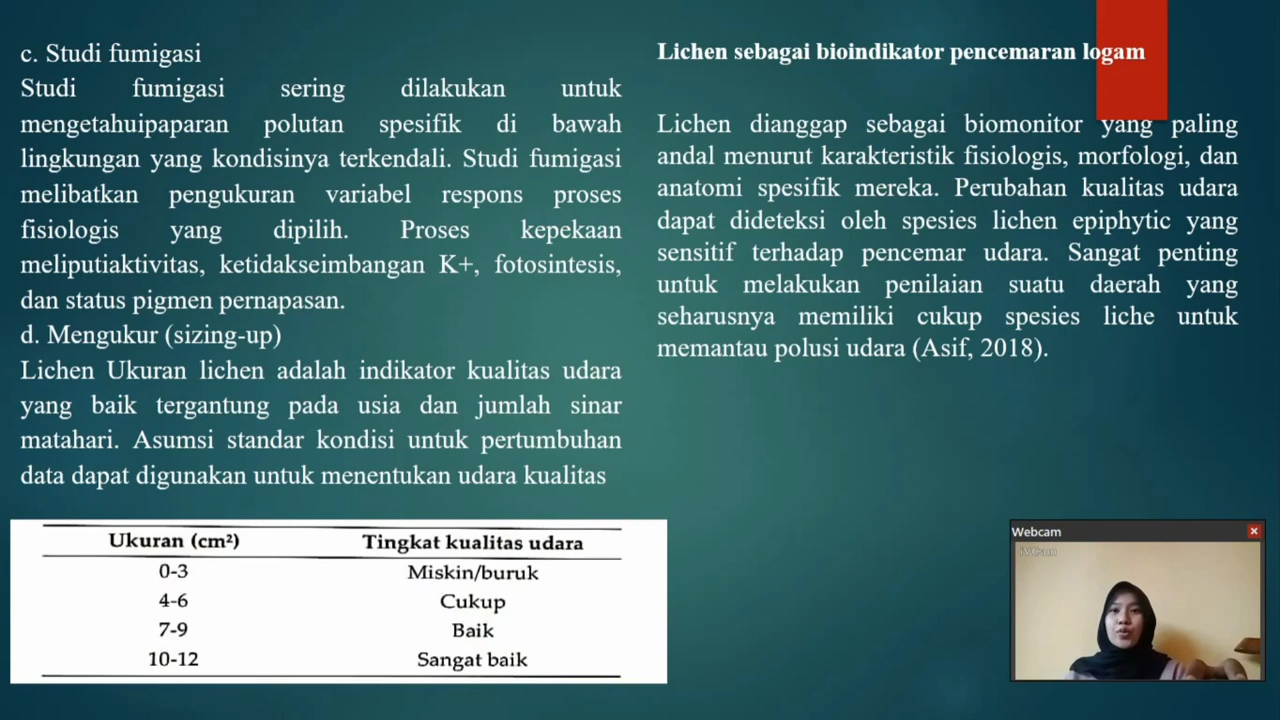 c. Studi fumigasi
Studi fumigasi sering dilakukan untuk
mengetahuipaparan polutan spesifik di bawah
lingkungan yang kondisinya terkendali. Studi fumigasi
melibatkan pengukuran variabel respons proses
fisiologis yang dipilih. Proses kepekaan
meliputiaktivitas, ketidakseimbangan K+, fotosintesis,
dan status pigmen pernapasan.
d. Mengukur (sizing-up)
Lichen Ukuran lichen adalah indikator kualitas udara
yang baik tergantung pada usia dan jumlah sinar
matahari. Asumsi standar kondisi untuk pertumbuhan
data dapat digunakan untuk menentukan udara kualitas
Ukuran (cm²) Tingkat kualitas udara
0-3 Miskin/buruk
4-6 Cukup
7-9 Baik
10-12 Sangat baik
Lichen sebagai bioindikator pencemaran logam
Lichen dianggap sebagai biomonitor yang paling
andal menurut karakteristik fisiologis, morfologi, dan
anatomi spesifik mereka. Perubahan kualitas udara
dapat dideteksi oleh spesies lichen epiphytic yang
sensitif terhadap pencemar udara. Sangat penting
untuk melakukan penilaian suatu daerah yang
seharusnya memiliki cukup spesies liche untuk
memantau polusi udara (Asif, 2018).
Webcam
iVCam